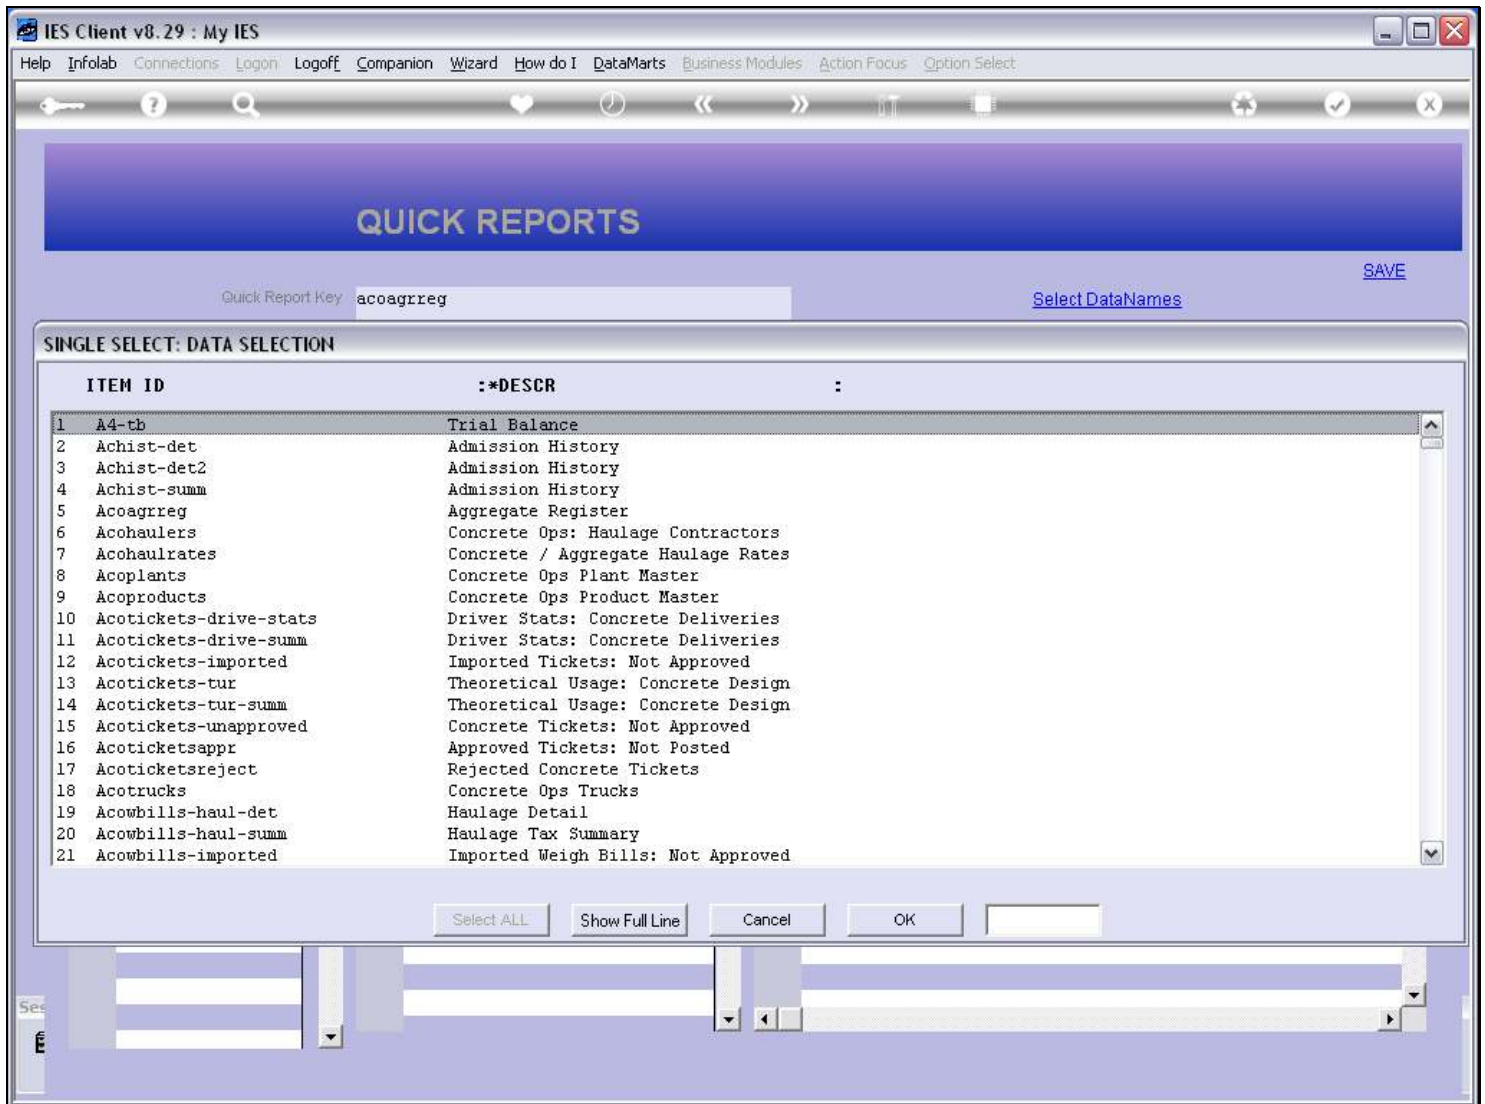 IES Client v8.29 : My IES
Help Infolab Connections Logon Logoff Companion Wizard How do I DataMarts Business Modules Action Focus Option Select
QUICK REPORTS
SAVE
Quick Report Key acoagrreg Select DataNames
SINGLE SELECT: DATA SELECTION
ITEM ID :*DESCR :
1 A4-tb Trial Balance
2 Achist-det Admission History
3 Achist-det2 Admission History
4 Achist-summ Admission History
5 Acoagrreg Aggregate Register
6 Acohaulers Concrete Ops: Haulage Contractors
7 Acohaulrates Concrete / Aggregate Haulage Rates
8 Acoplants Concrete Ops Plant Master
9 Acoproducts Concrete Ops Product Master
10 Acotickets-drive-stats Driver Stats: Concrete Deliveries
11 Acotickets-drive-summ Driver Stats: Concrete Deliveries
12 Acotickets-imported Imported Tickets: Not Approved
13 Acotickets-tur Theoretical Usage: Concrete Design
14 Acotickets-tur-summ Theoretical Usage: Concrete Design
15 Acotickets-unapproved Concrete Tickets: Not Approved
16 Acoticketsappr Approved Tickets: Not Posted
17 Acoticketsreject Rejected Concrete Tickets
18 Acotrucks Concrete Ops Trucks
19 Acowbills-haul-det Haulage Detail
20 Acowbills-haul-summ Haulage Tax Summary
21 Acowbills-imported Imported Weigh Bills: Not Approved
Select ALL Show Full Line Cancel OK
Ses